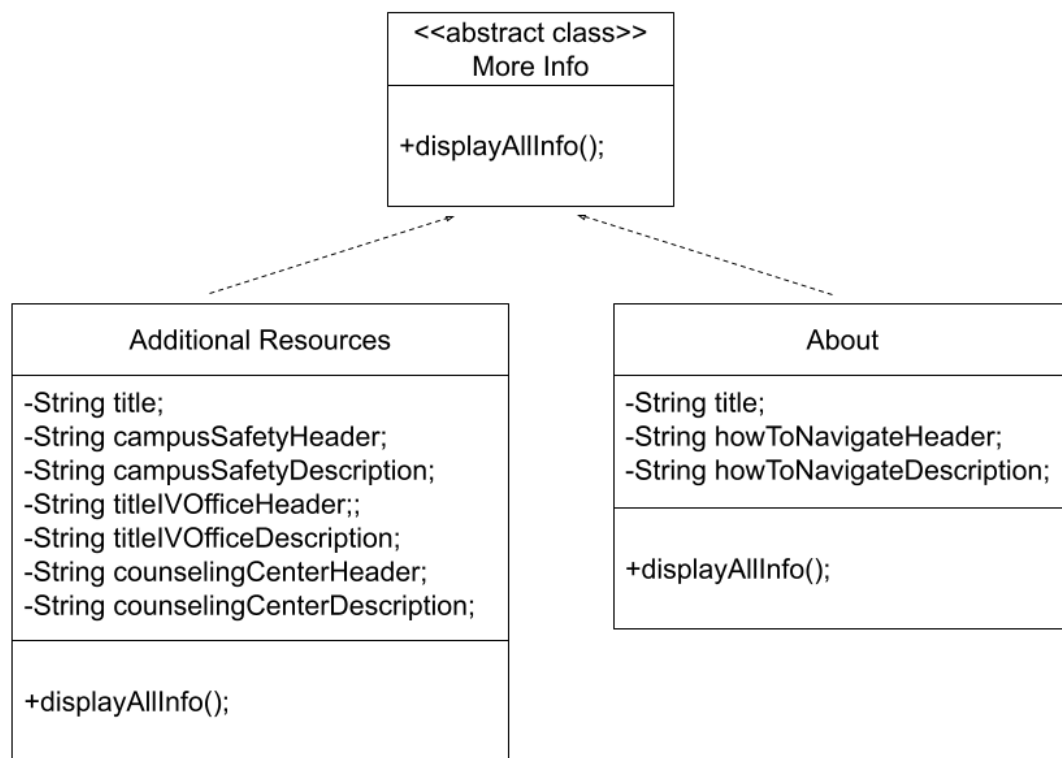 <<abstract class>>
More Info
+displayAllInfo();
Additional Resources
-String title;
-String campusSafetyHeader;
-String campusSafetyDescription;
-String titleIVOfficeHeader;;
-String titleIVOfficeDescription;
-String counselingCenterHeader;
-String counselingCenterDescription;
+displayAllInfo();
About
-String title;
-String howToNavigateHeader;
-String howToNavigateDescription;
+displayAllInfo();